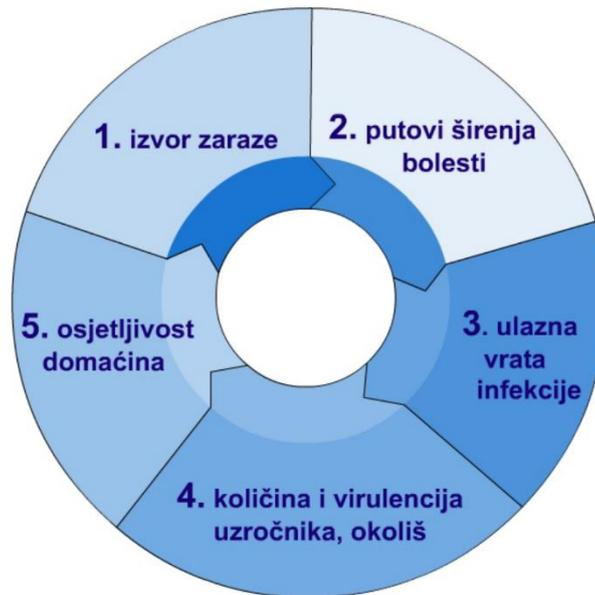 1. izvor zaraze
2. putovi širenja
bolesti
3. ulazna
vrata
infekcije
4. količina i virulencija
uzročnika, okoliš
5. osjetljivost
domaćina